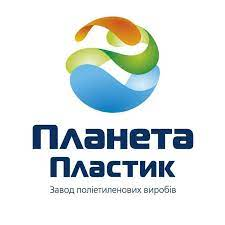 Планета
Пластик
Завод поліетиленових виробів